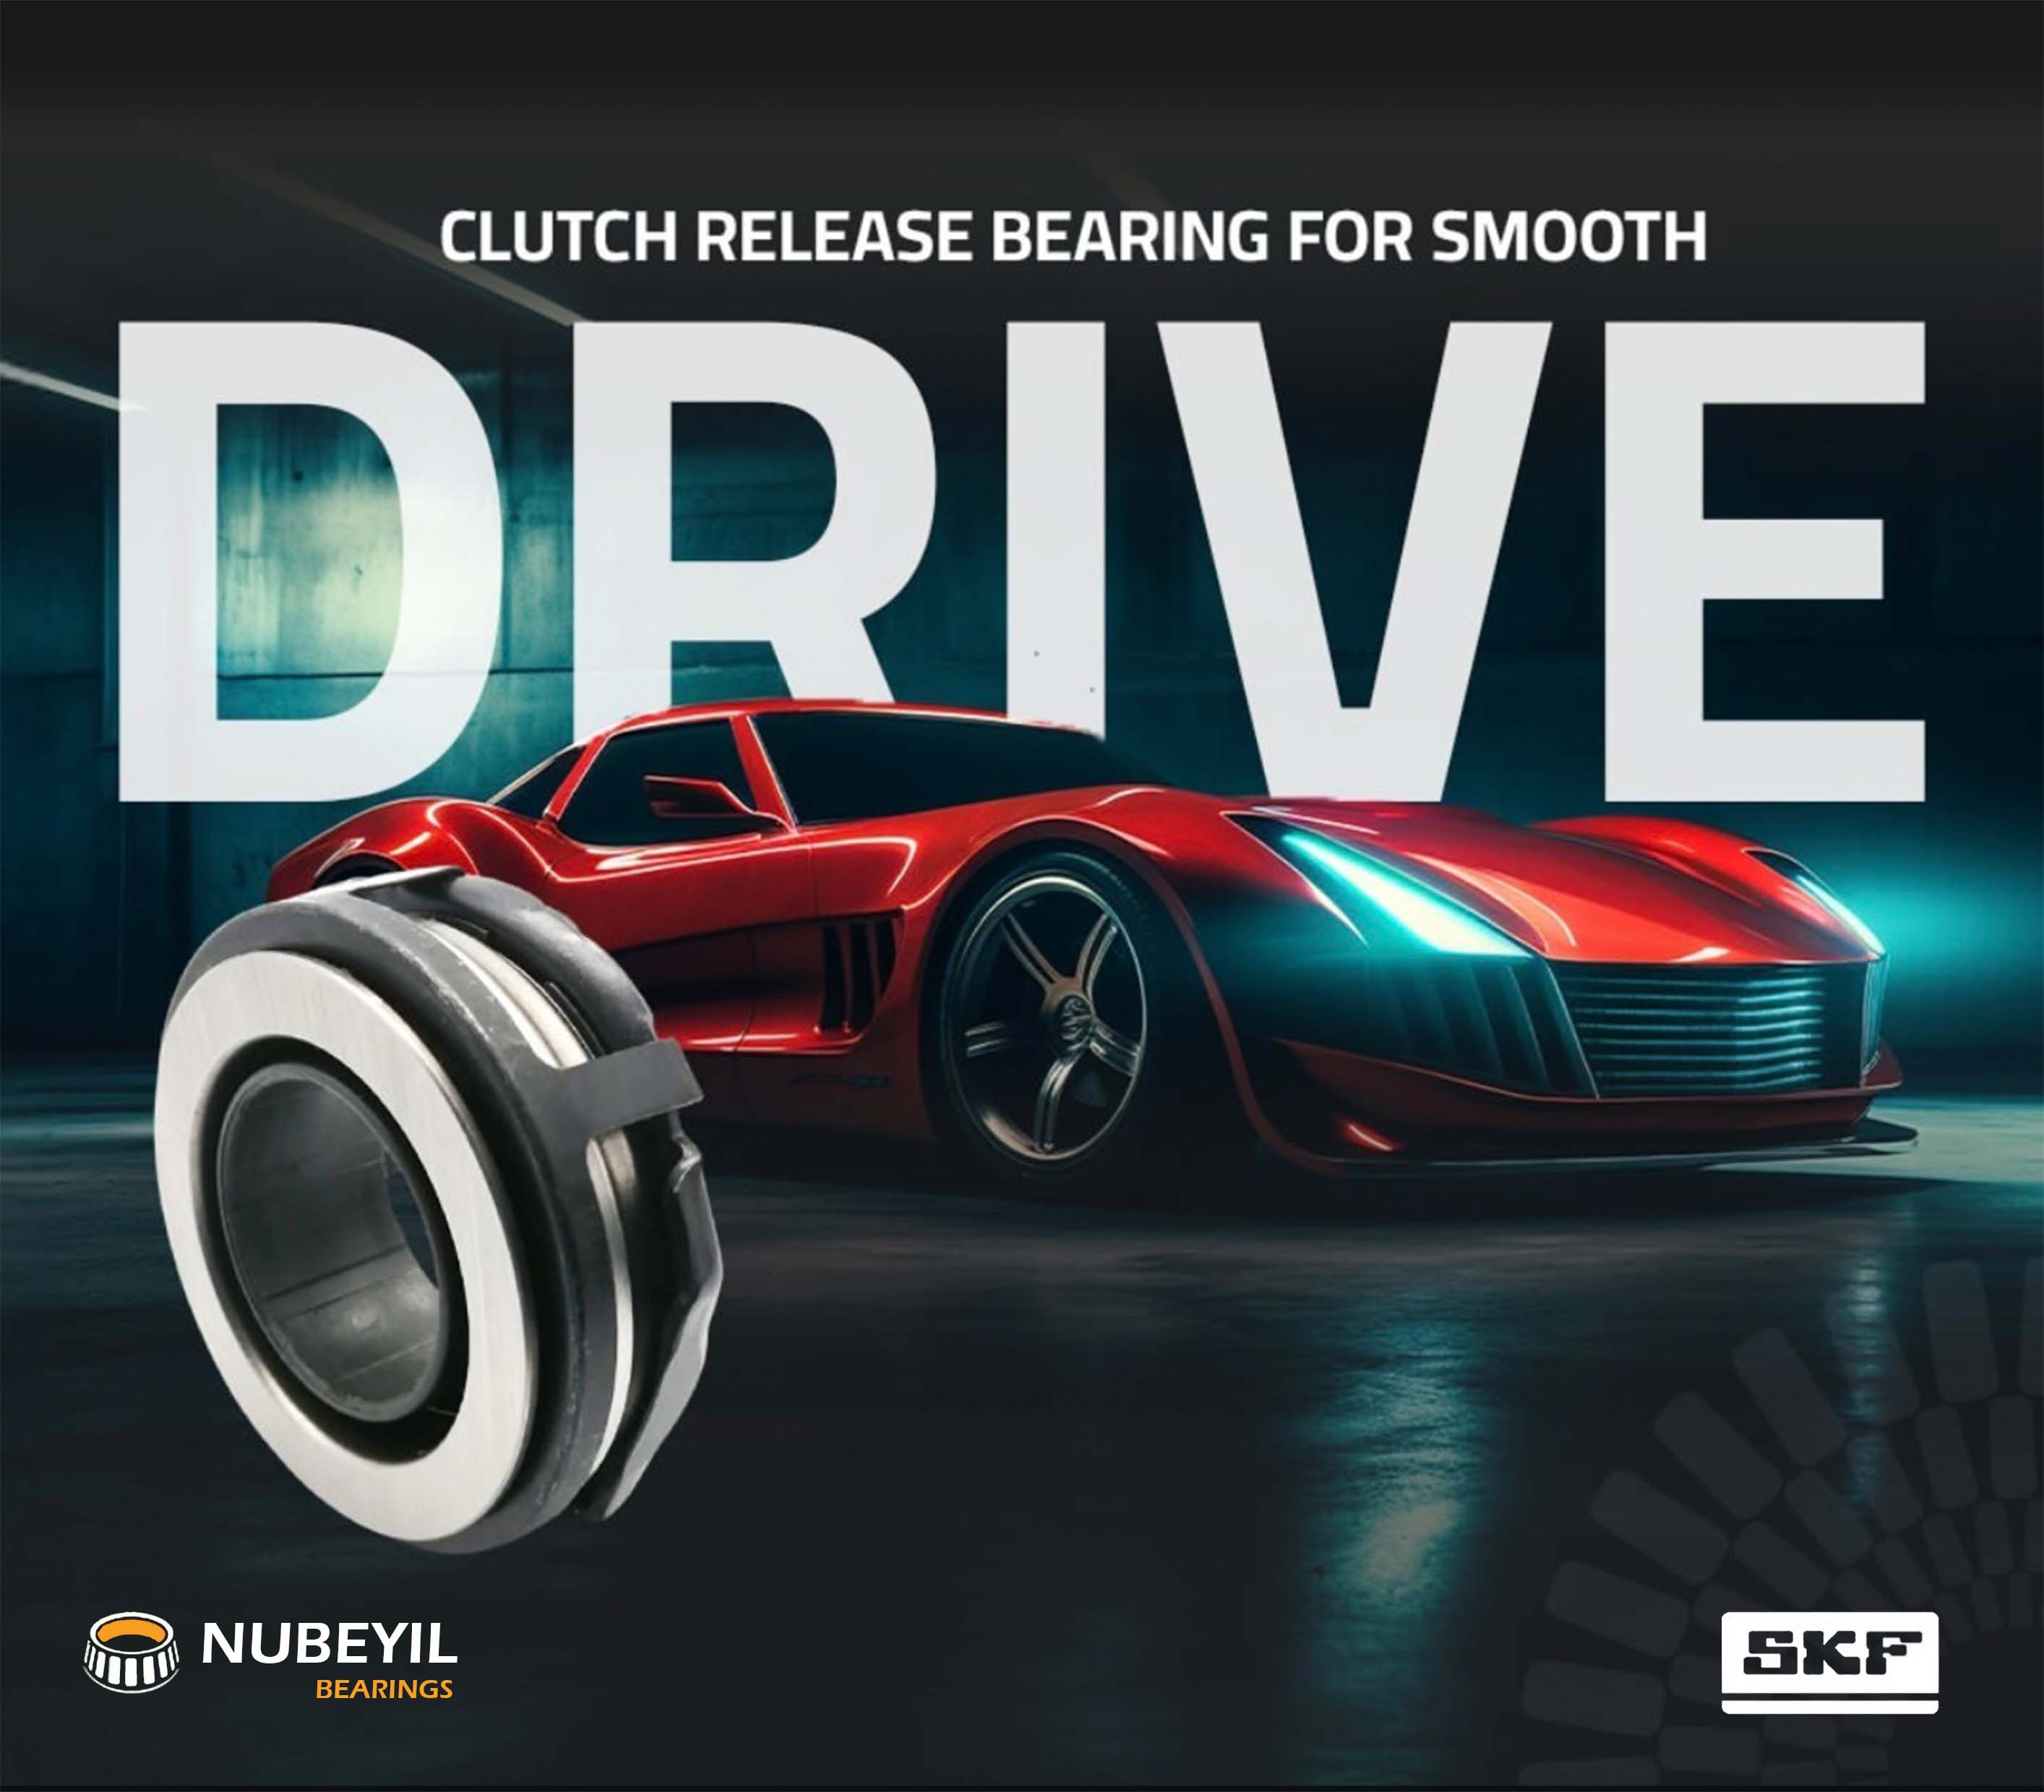 CLUTCH RELEASE BEARING FOR SMOOTH
DRIVE
NUBEYIL
BEARINGS
SKF